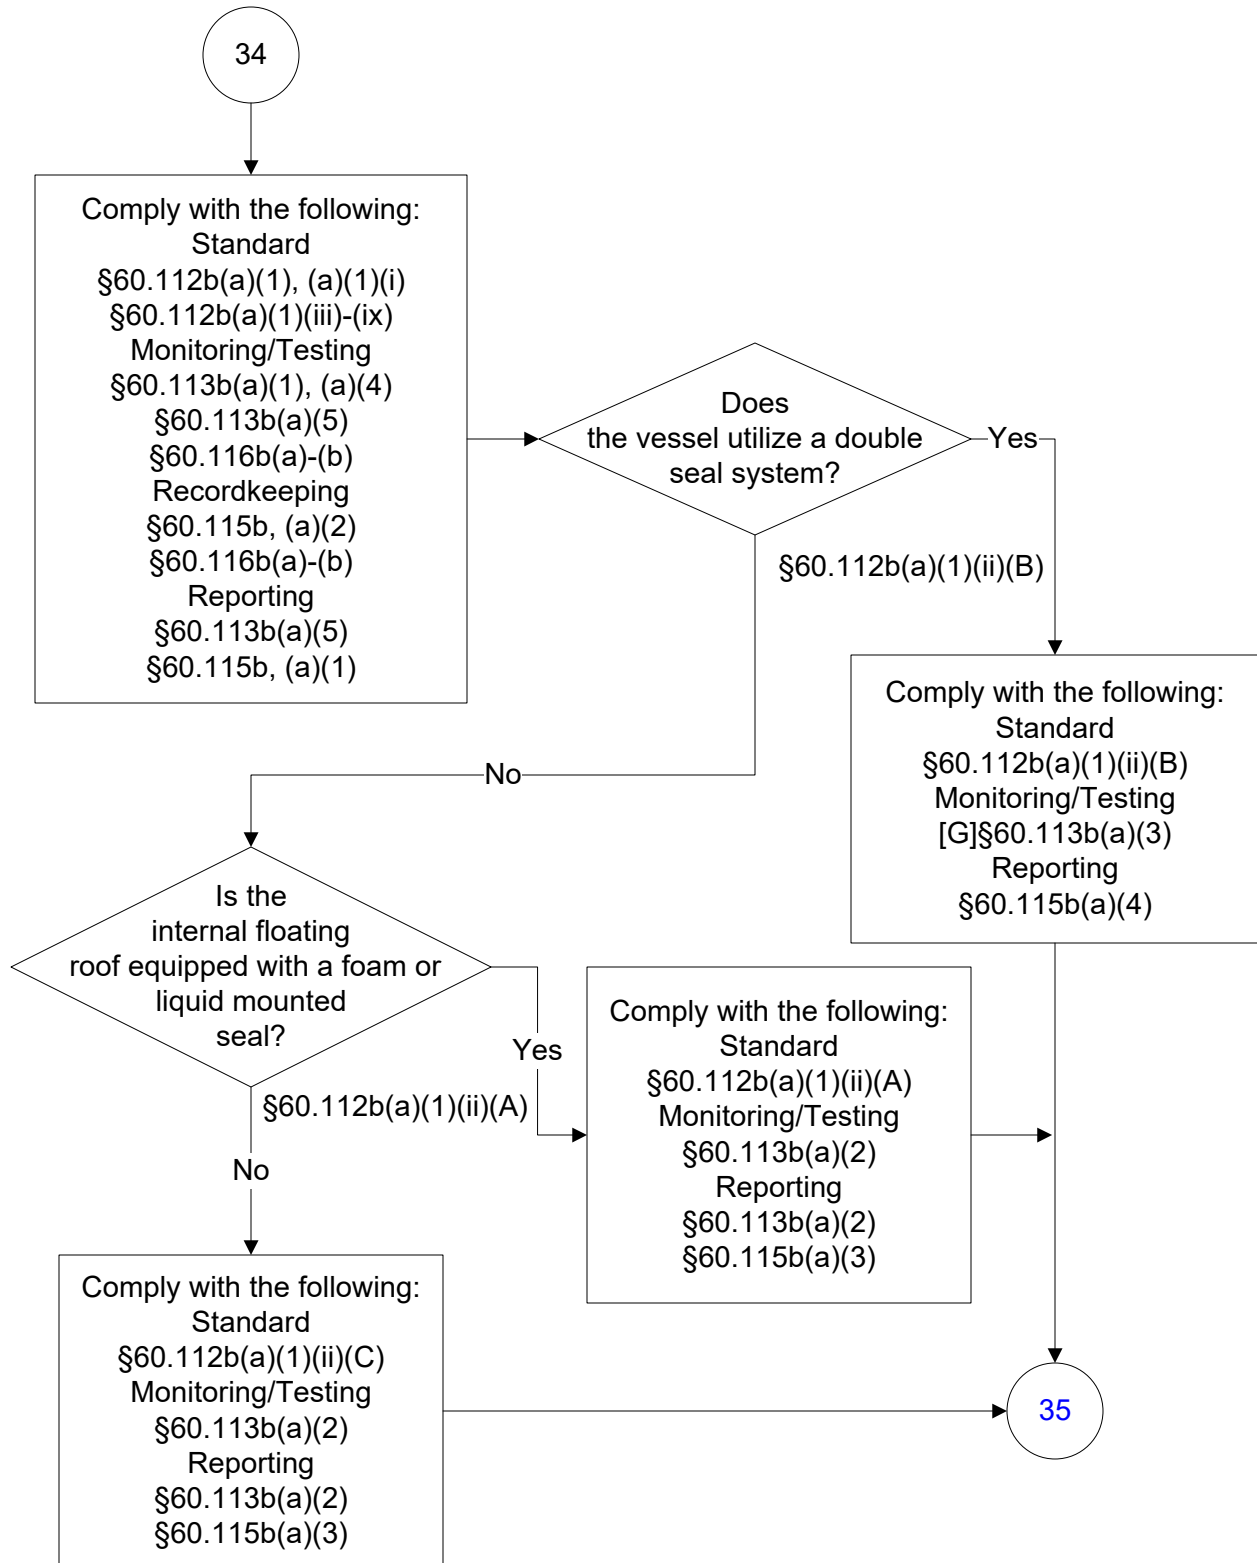 34
Comply with the following:
Standard
§60.112b(a)(1), (a)(1)(i)
§60.112b(a)(1)(iii)-(ix)
Monitoring/Testing
§60.113b(a)(1), (a)(4)
§60.113b(a)(5)
§60.116b(a)-(b)
Recordkeeping
§60.115b, (a)(2)
§60.116b(a)-(b)
Reporting
§60.113b(a)(5)
§60.115b, (a)(1)
Does
the vessel utilize a double
seal system?
Yes
§60.112b(a)(1)(ii)(B)
Comply with the following:
Standard
§60.112b(a)(1)(ii)(B)
Monitoring/Testing
[G]§60.113b(a)(3)
Reporting
§60.115b(a)(4)
No
Is the
internal floating
roof equipped with a foam or
liquid mounted
seal?
Yes
§60.112b(a)(1)(ii)(A)
Comply with the following:
Standard
§60.112b(a)(1)(ii)(A)
Monitoring/Testing
§60.113b(a)(2)
Reporting
§60.113b(a)(2)
§60.115b(a)(3)
No
Comply with the following:
Standard
§60.112b(a)(1)(ii)(C)
Monitoring/Testing
§60.113b(a)(2)
Reporting
§60.113b(a)(2)
§60.115b(a)(3)
35